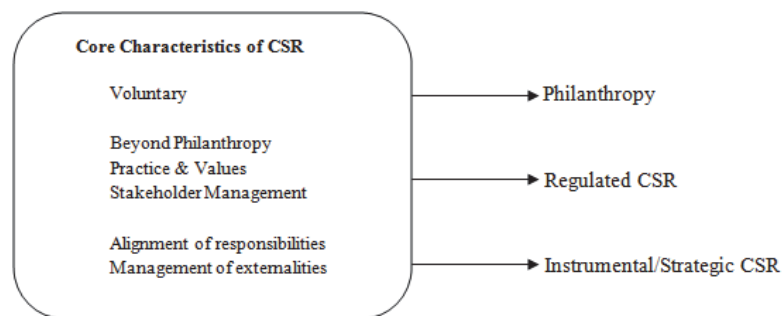 Core Characteristics of CSR
Voluntary
Philanthropy
Beyond Philanthropy
Practice & Values
Stakeholder Management
Regulated CSR
Alignment of responsibilities
Management of externalities
Instrumental/Strategic CSR